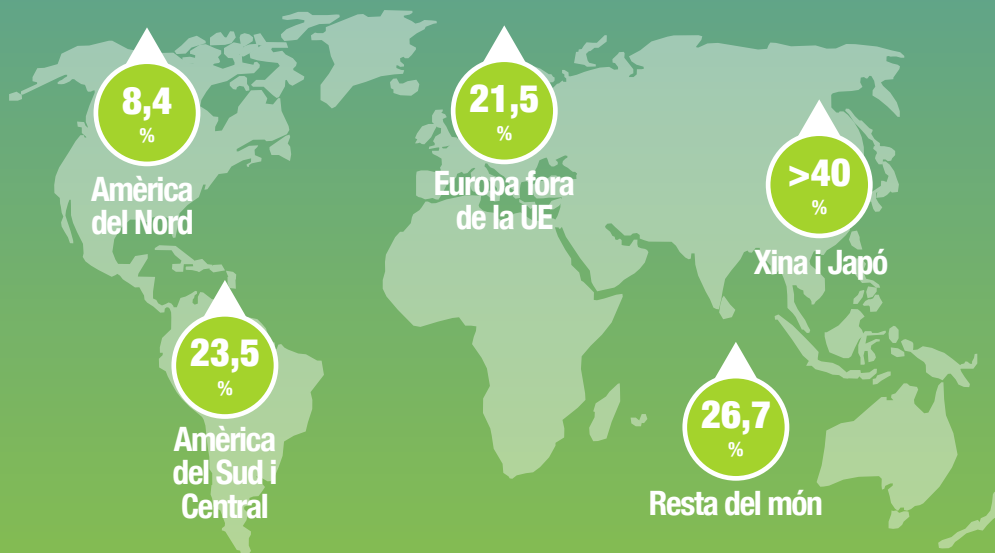 8,4
%
Amèrica
del Nord
21,5
%
Europa fora
de la UE
>40
%
Xina i Japó
23,5
%
Amèrica
del Sud i
Central
26,7
%
Resta del món